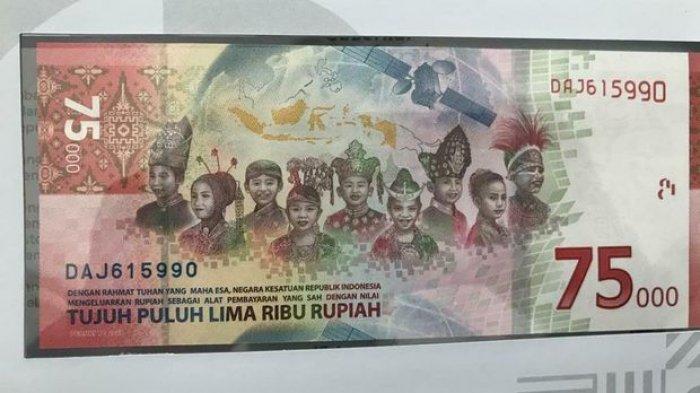 DAJ615990
75
000
DAJ615990
DENGAN RAHMAT TUHAN YANG MAHA ESA, NEGARA KESATUAN REPUBLIK INDONESIA
MENGELUARKAN RUPIAH SEBAGAI ALAT PEMBAYARAN YANG SAH DENGAN NILAI
TUJUH PULUH LIMA RIBU RUPIAH
75 000